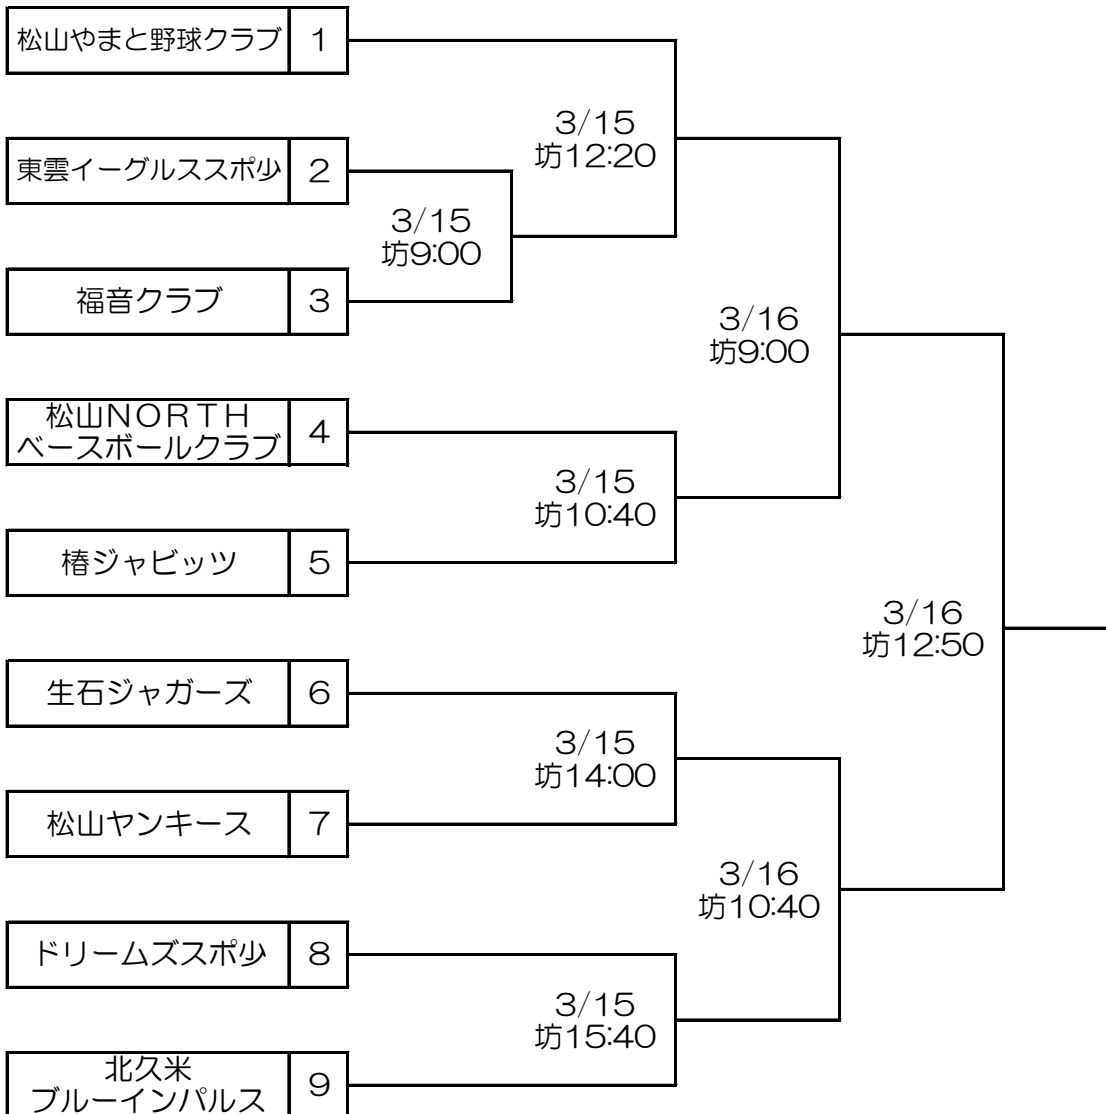 松山やまと野球クラブ 1
3/15
坊12:20
東雲イーグルススポ少 2
3/15
坊9:00
福音クラブ 3
3/16
坊9:00
松山NORTH
ベースボールクラブ 4
3/15
坊10:40
椿ジャビッツ 5
3/16
坊12:50
生石ジャガーズ 6
3/15
坊14:00
松山ヤンキース 7
3/16
坊10:40
ドリームズスポ少 8
3/15
坊15:40
北久米
ブルーインパルス 9